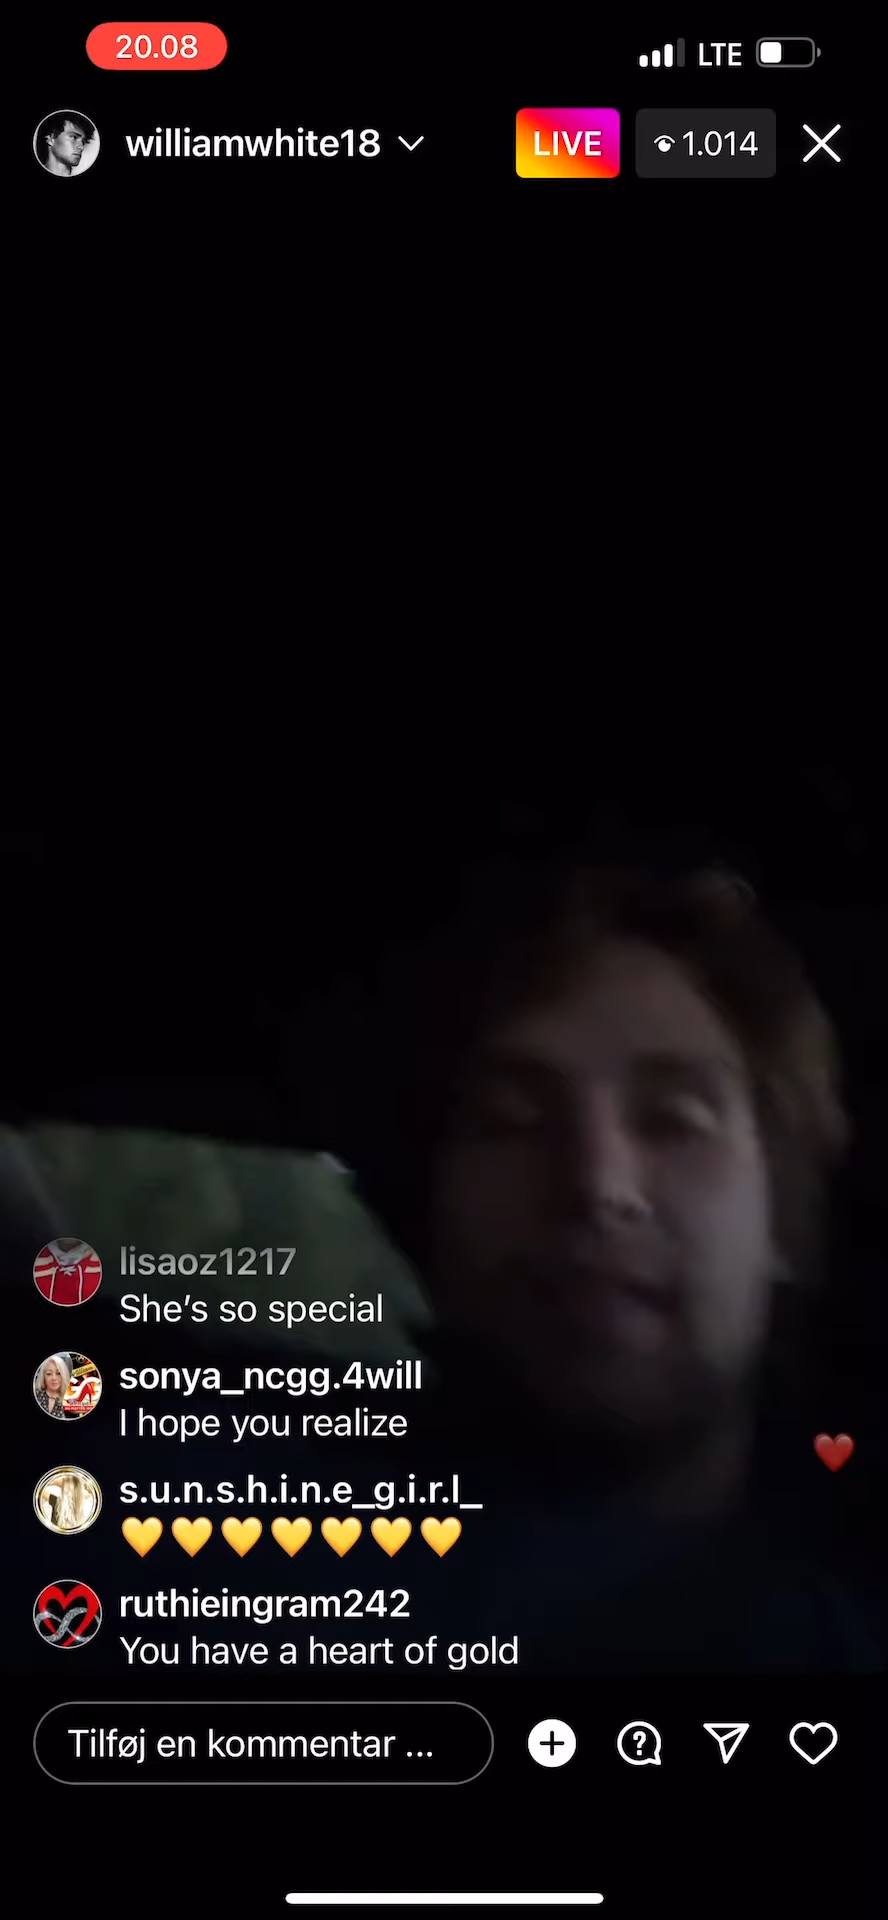 20.08
LTE
williamwhite18
LIVE
1.014
lisaoz1217
She's so special
sonya_ncgg.4will
I hope you realize
s.u.n.s.h.i.n.e_g.i.r.l_
💛💛💛💛💛💛💛
ruthieingram242
You have a heart of gold
Tilføj en kommentar ...